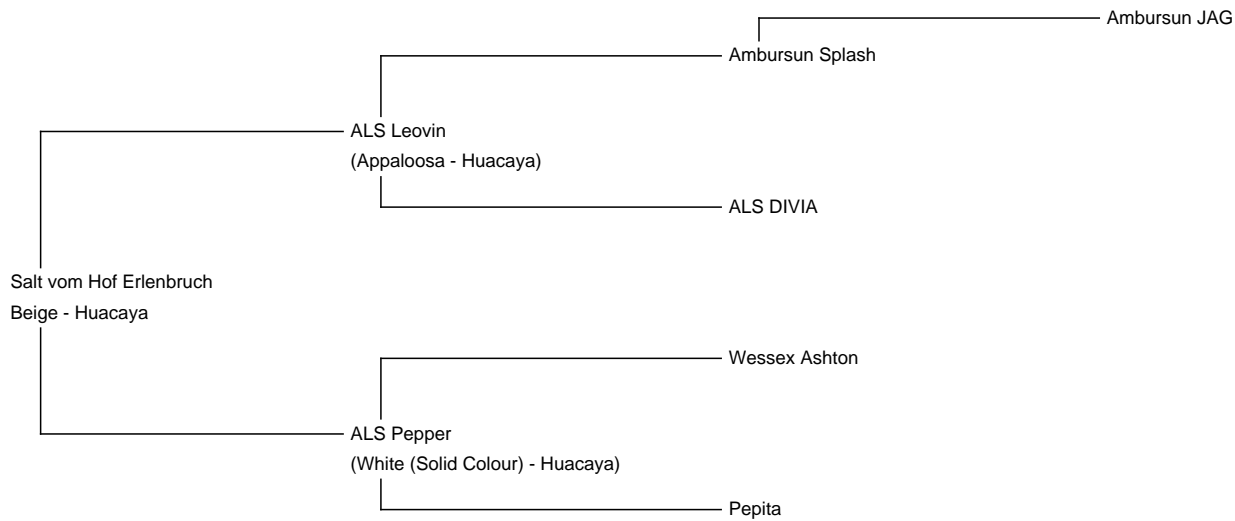 Ambursun JAG
Ambursun Splash
ALS Leovin
(Appaloosa - Huacaya)
ALS DIVIA
Salt vom Hof Erlenbruch
Beige - Huacaya
Wessex Ashton
ALS Pepper
(White (Solid Colour) - Huacaya)
Pepita